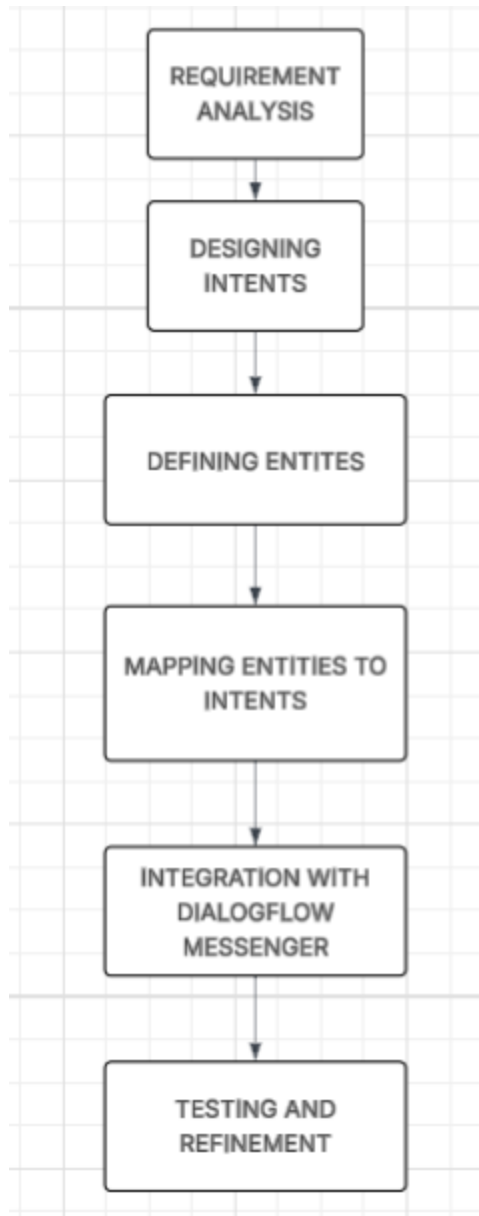 REQUIREMENT
ANALYSIS
DESIGNING
INTENTS
DEFINING ENTITES
MAPPING ENTITIES TO
INTENTS
INTEGRATION WITH
DIALOGFLOW
MESSENGER
TESTING AND
REFINEMENT